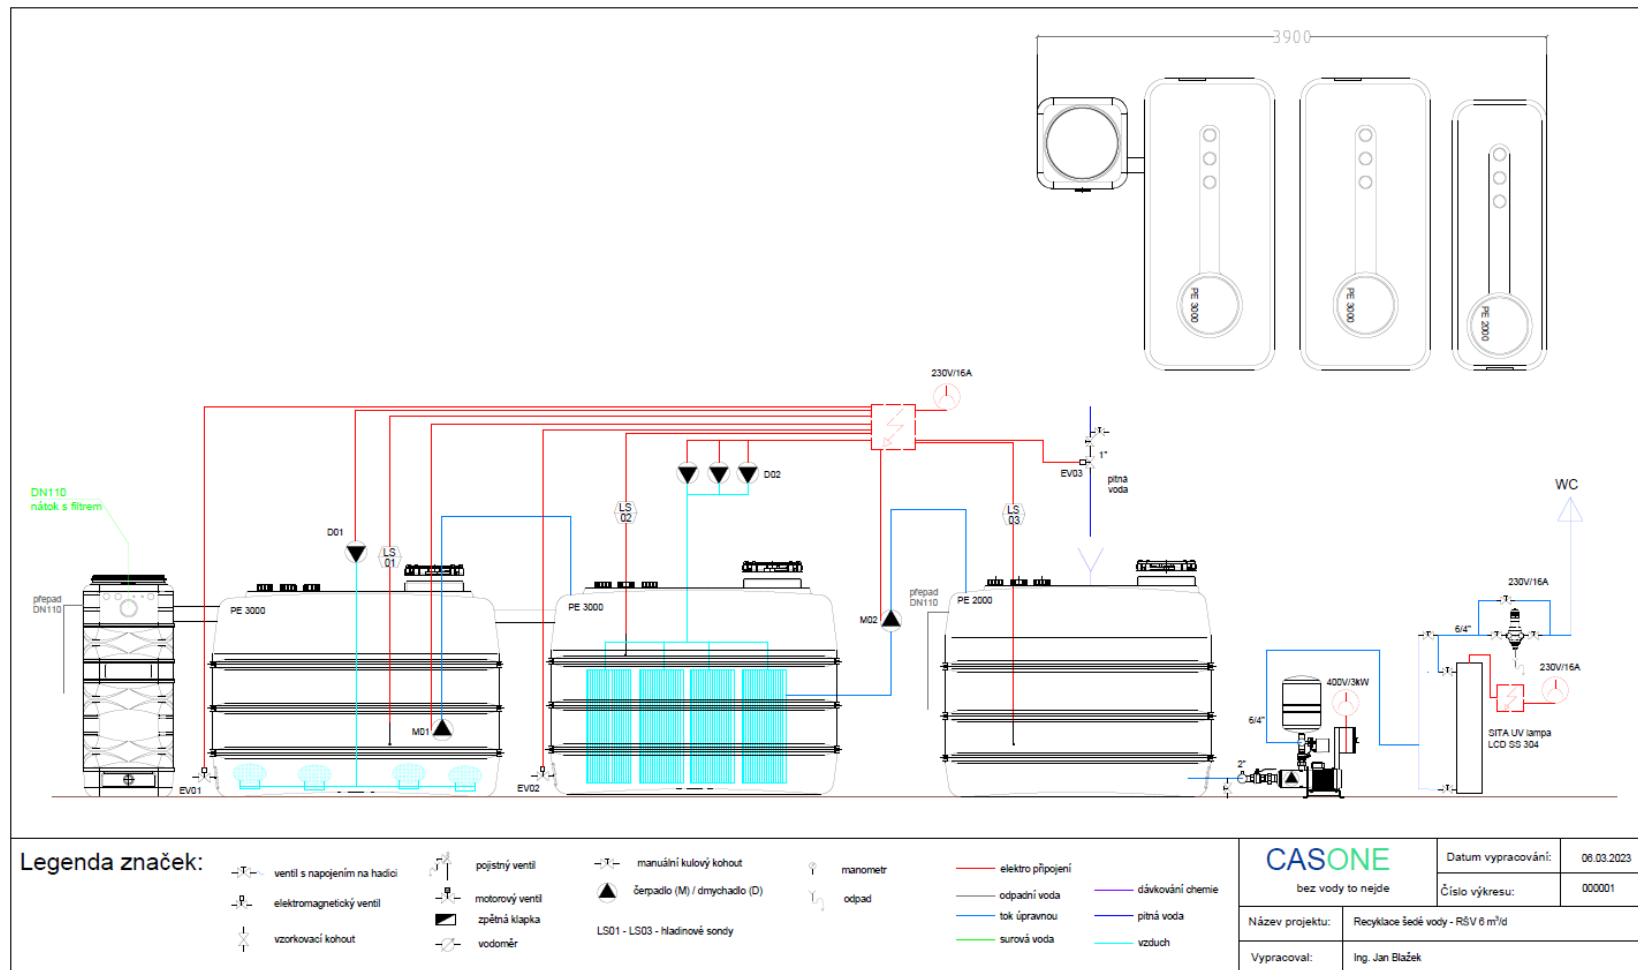 3900
PE 3000
PE 3000
PE 2000
230V/16A
D02
EV03
1"
pitná
voda
WC
DN110
nátok s filtrem
LS
02
LS
03
D01
LS
01
přepad
DN110
PE 3000
PE 3000
přepad
DN110
PE 2000
M02
230V/16A
6/4"
230V/16A
400V/3kW
6/4"
M01
SITA UV lampa
LCD SS 304
2"
EV01
EV02
Legenda značek:
ventil s napojením na hadici
elektromagnetický ventil
vzorkovací kohout
pojistný ventil
motorový ventil
zpětná klapka
vodoměr
manuální kulový kohout
čerpadlo (M) / dmychadlo (D)
LS01 - LS03 - hladinové sondy
manometr
odpad
elektro připojení
odpadní voda
tok úpravnou
surová voda
dávkování chemie
pitná voda
vzduch
CASONE
bez vody to nejde
Datum vypracování:
06.03.2023
Číslo výkresu:
000001
Název projektu:
Recyklace šedé vody - RŠV 6 m³/d
Vypracoval:
Ing. Jan Blažek